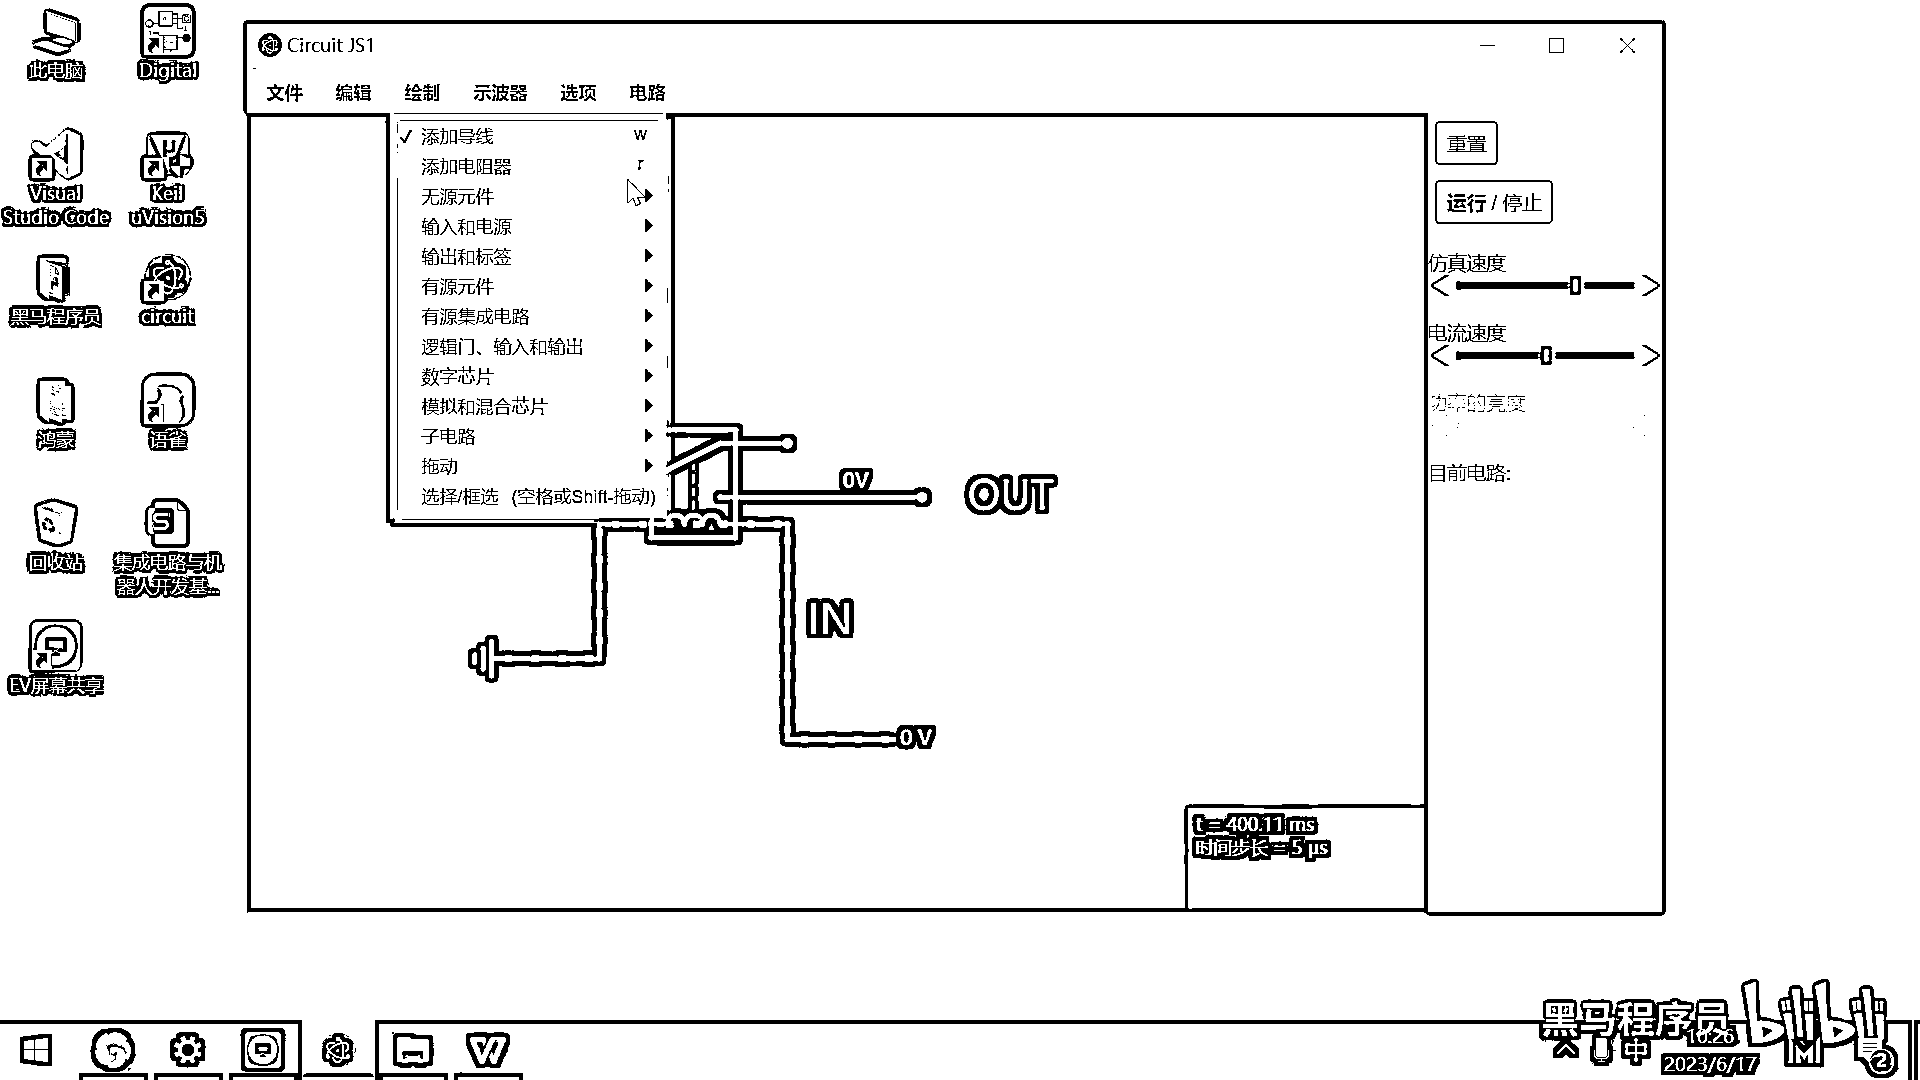 此电脑
Digital
Visual
Studio Code
Keil
uVision5
黑马程序员
circuit
鸿蒙
语雀
回收站
集成电路与机
器人开发基...
EV屏幕共享
Circuit JS1
文件 编辑 绘制 示波器 选项 电路
添加导线 w
添加电阻器 r
无源元件
输入和电源
输出和标签
有源元件
有源集成电路
逻辑门、输入和输出
数字芯片
模拟和混合芯片
子电路
拖动
选择/框选 (空格或Shift-拖动)
0V
OUT
IN
0V
t = 400.11 ms
时间步长 = 5 μs
重置
运行 / 停止
仿真速度
电流速度
功率的亮度
目前电路:
黑马程序员
bilibili
中
10:26
2023/6/17
2